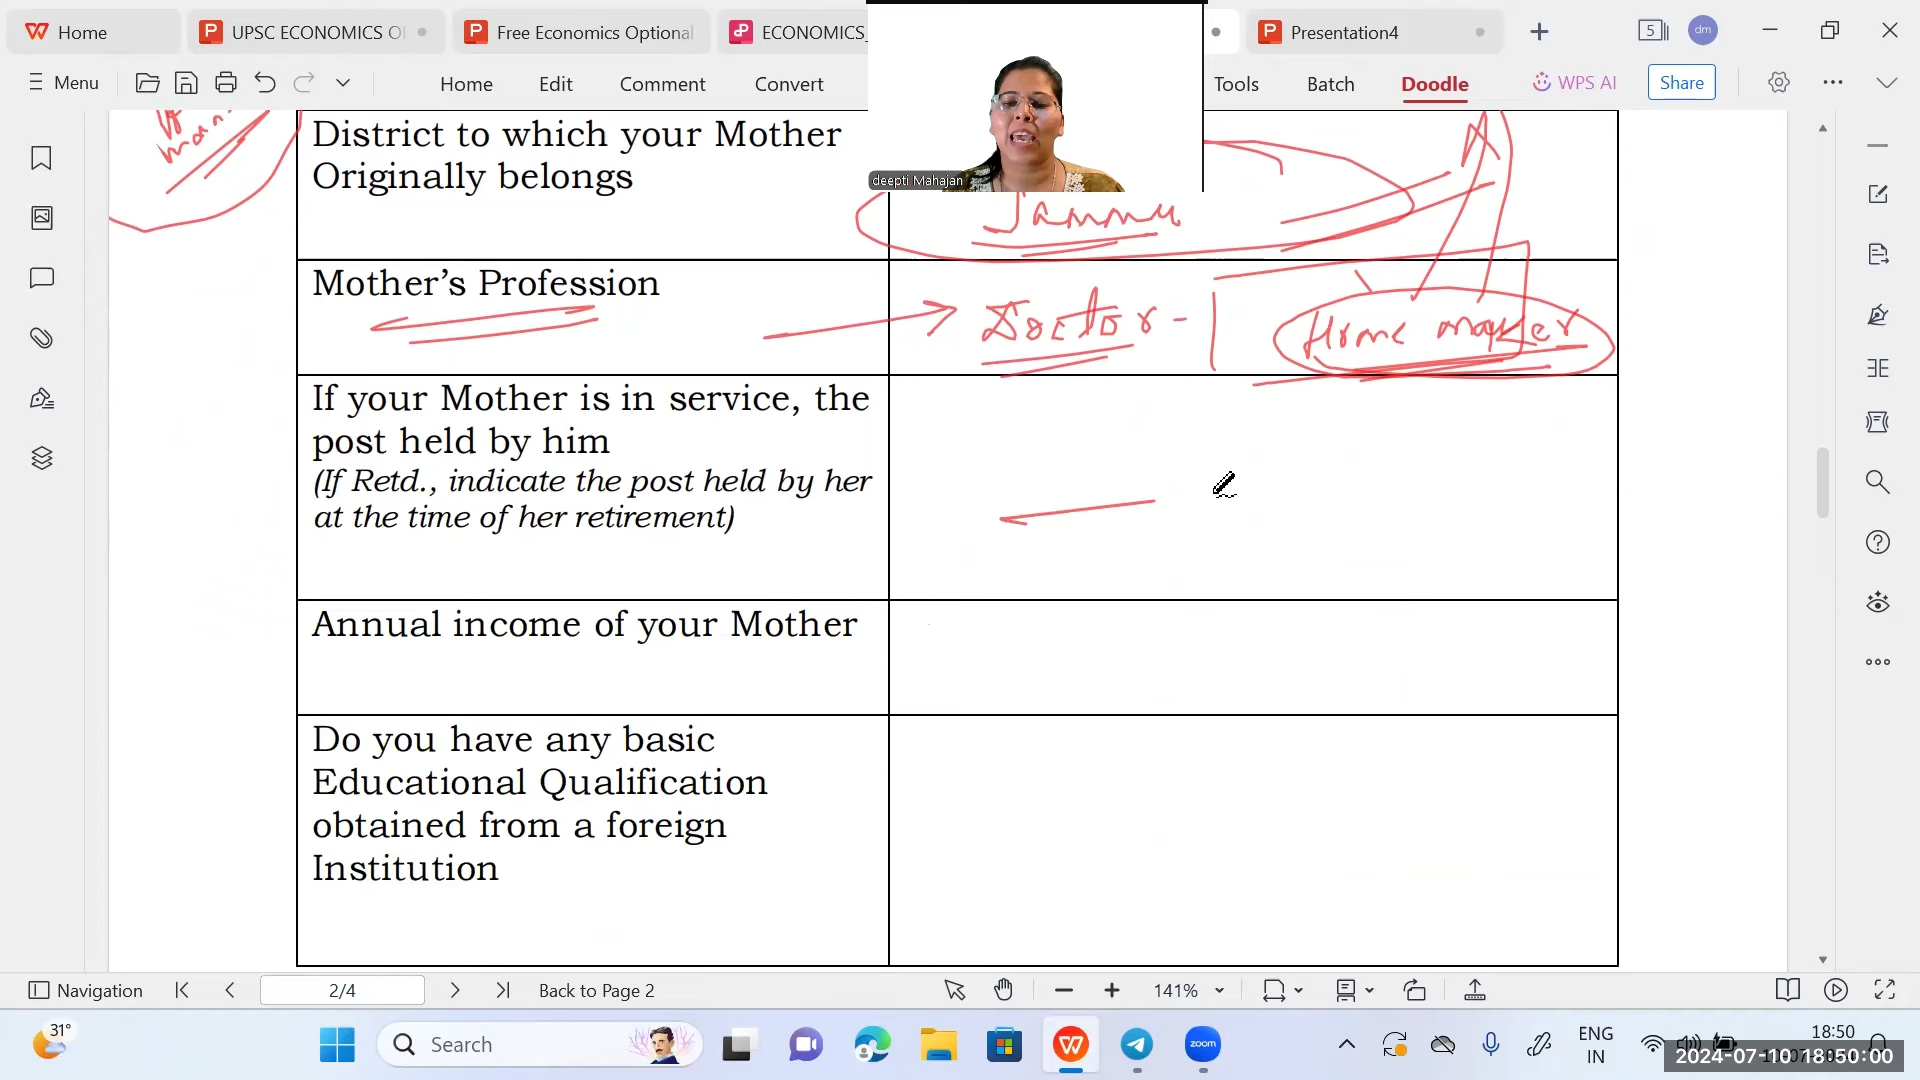 Home
UPSC ECONOMICS O
Free Economics Optional
ECONOMICS_
Presentation4
5
dm
Menu
Home
Edit
Comment
Convert
Tools
Batch
Doodle
WPS AI
Share
deepti Mahajan
District to which your Mother
Originally belongs
Jammu
Mother's Profession
Doctor -
Home maker
If your Mother is in service, the
post held by him
(If Retd., indicate the post held by her
at the time of her retirement)
Annual income of your Mother
Do you have any basic
Educational Qualification
obtained from a foreign
Institution
Navigation
2/4
Back to Page 2
141%
31°
Search
zoom
ENG
IN
18:50
2024-07-10 18:50:00